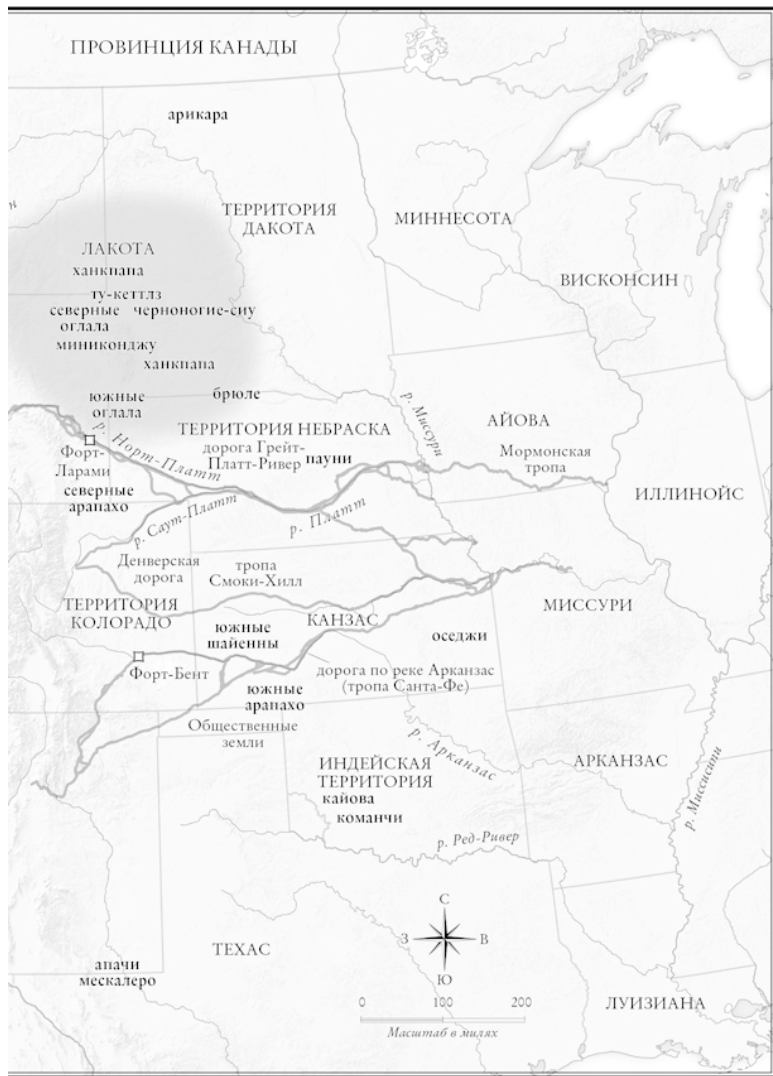 ПРОВИНЦИЯ КАНАДЫ
арикара
ТЕРРИТОРИЯ
ДАКОТА
МИННЕСОТА
ЛАКОТА
ханкпапа
ВИСКОНСИН
ту-кеттлз
северные
оглала
черноногие-сиу
миниконджу
ханкпапа
южные
оглала
брюле
р. Миссури
АЙОВА
ТЕРРИТОРИЯ НЕБРАСКА
р. Норт-Платт
дорога Грейт-
Платт-Ривер
пауни
Мормонская
тропа
Форт-
Ларами
северные
арапахо
ИЛЛИНОЙС
р. Саут-Платт
р. Платт
Денверская
дорога
тропа
Смоки-Хилл
ТЕРРИТОРИЯ
КОЛОРАДО
МИССУРИ
КАНЗАС
южные
шайенны
оседжи
Форт-Бент
дорога по реке Арканзас
(тропа Санта-Фе)
южные
арапахо
Общественные
земли
р. Арканзас
ИНДЕЙСКАЯ
ТЕРРИТОРИЯ
АРКАНЗАС
р. Миссисипи
кайова
команчи
р. Ред-Ривер
С
З
В
Ю
ТЕХАС
апачи
мескалеро
0
100
200
Масштаб в милях
ЛУИЗИАНА